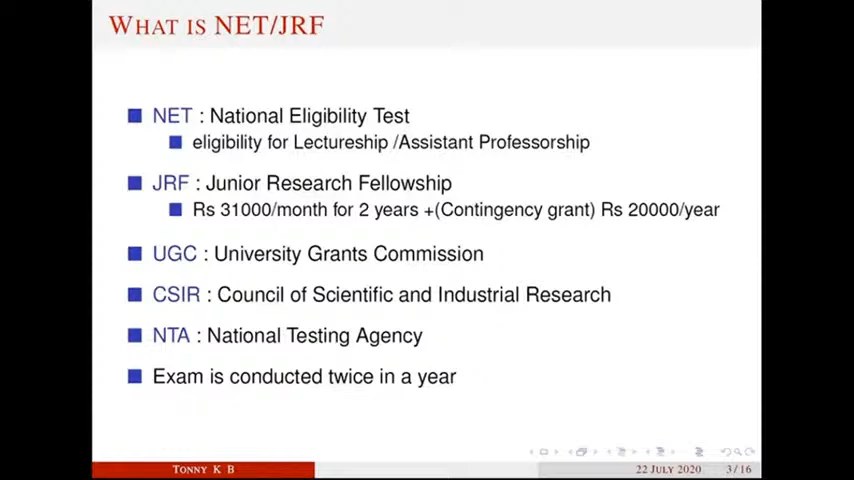 WHAT IS NET/JRF
NET : National Eligibility Test
eligibility for Lectureship /Assistant Professorship
JRF : Junior Research Fellowship
Rs 31000/month for 2 years +(Contingency grant) Rs 20000/year
UGC : University Grants Commission
CSIR : Council of Scientific and Industrial Research
NTA : National Testing Agency
Exam is conducted twice in a year
TONNY K B
22 JULY 2020
3 / 16